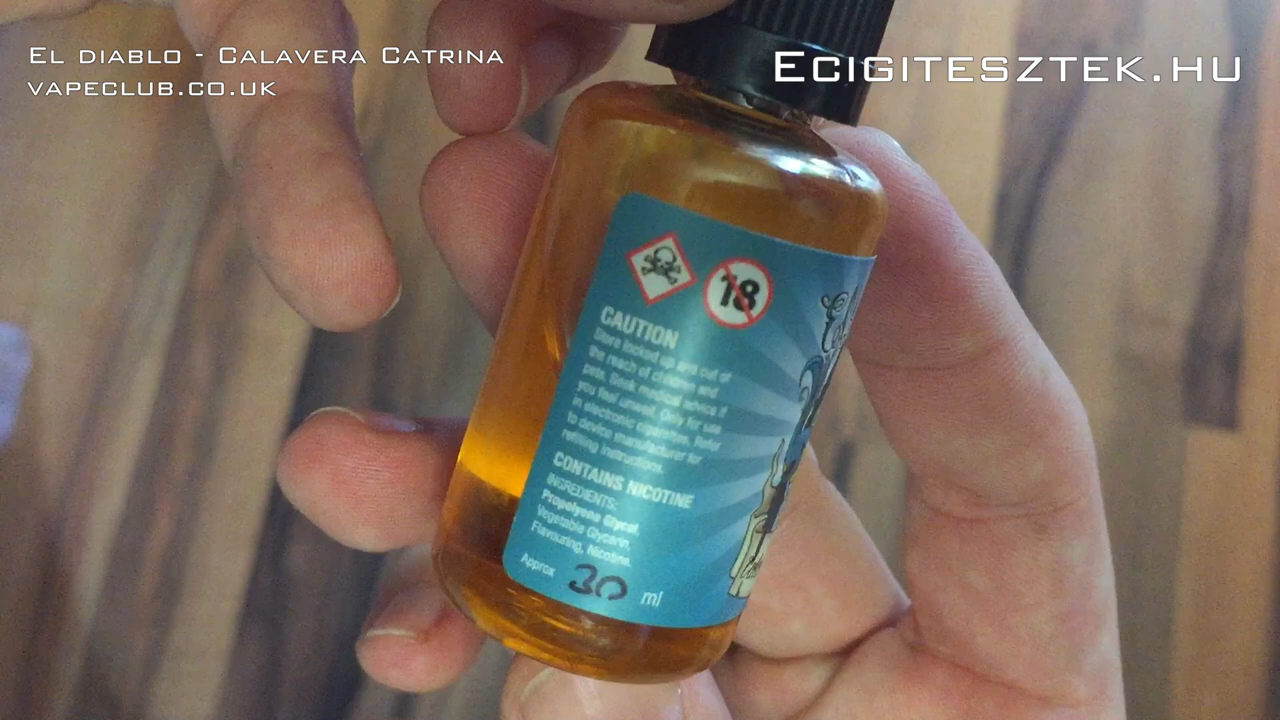 El diablo - Calavera Catrina
vapeclub.co.uk
Ecigitesztek.hu
18
CAUTION
Store locked up and out of
the reach of children and
pets. Seek medical advice if
you feel unwell. Only for use
in electronic cigarettes. Refer
to device manufacturer for
refilling instructions.
CONTAINS NICOTINE
INGREDIENTS:
Propolyene Glycol,
Vegetable Glycerin,
Flavouring, Nicotine.
Approx 30 ml